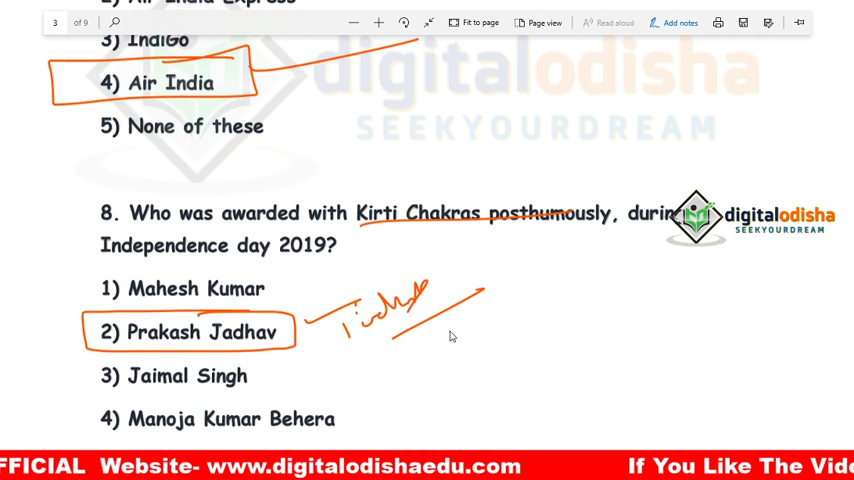 3 of 9 Fit to page Page view Read aloud Add notes
3) IndiGo
4) Air India
5) None of these
digitalodisha
SEEKYOURDREAM
8. Who was awarded with Kirti Chakras posthumously, durin
digitalodisha
SEEKYOURDREAM
Independence day 2019?
1) Mahesh Kumar
2) Prakash Jadhav
3) Jaimal Singh
4) Manoja Kumar Behera
FFICIAL Website- www.digitalodishaedu.com If You Like The Vide